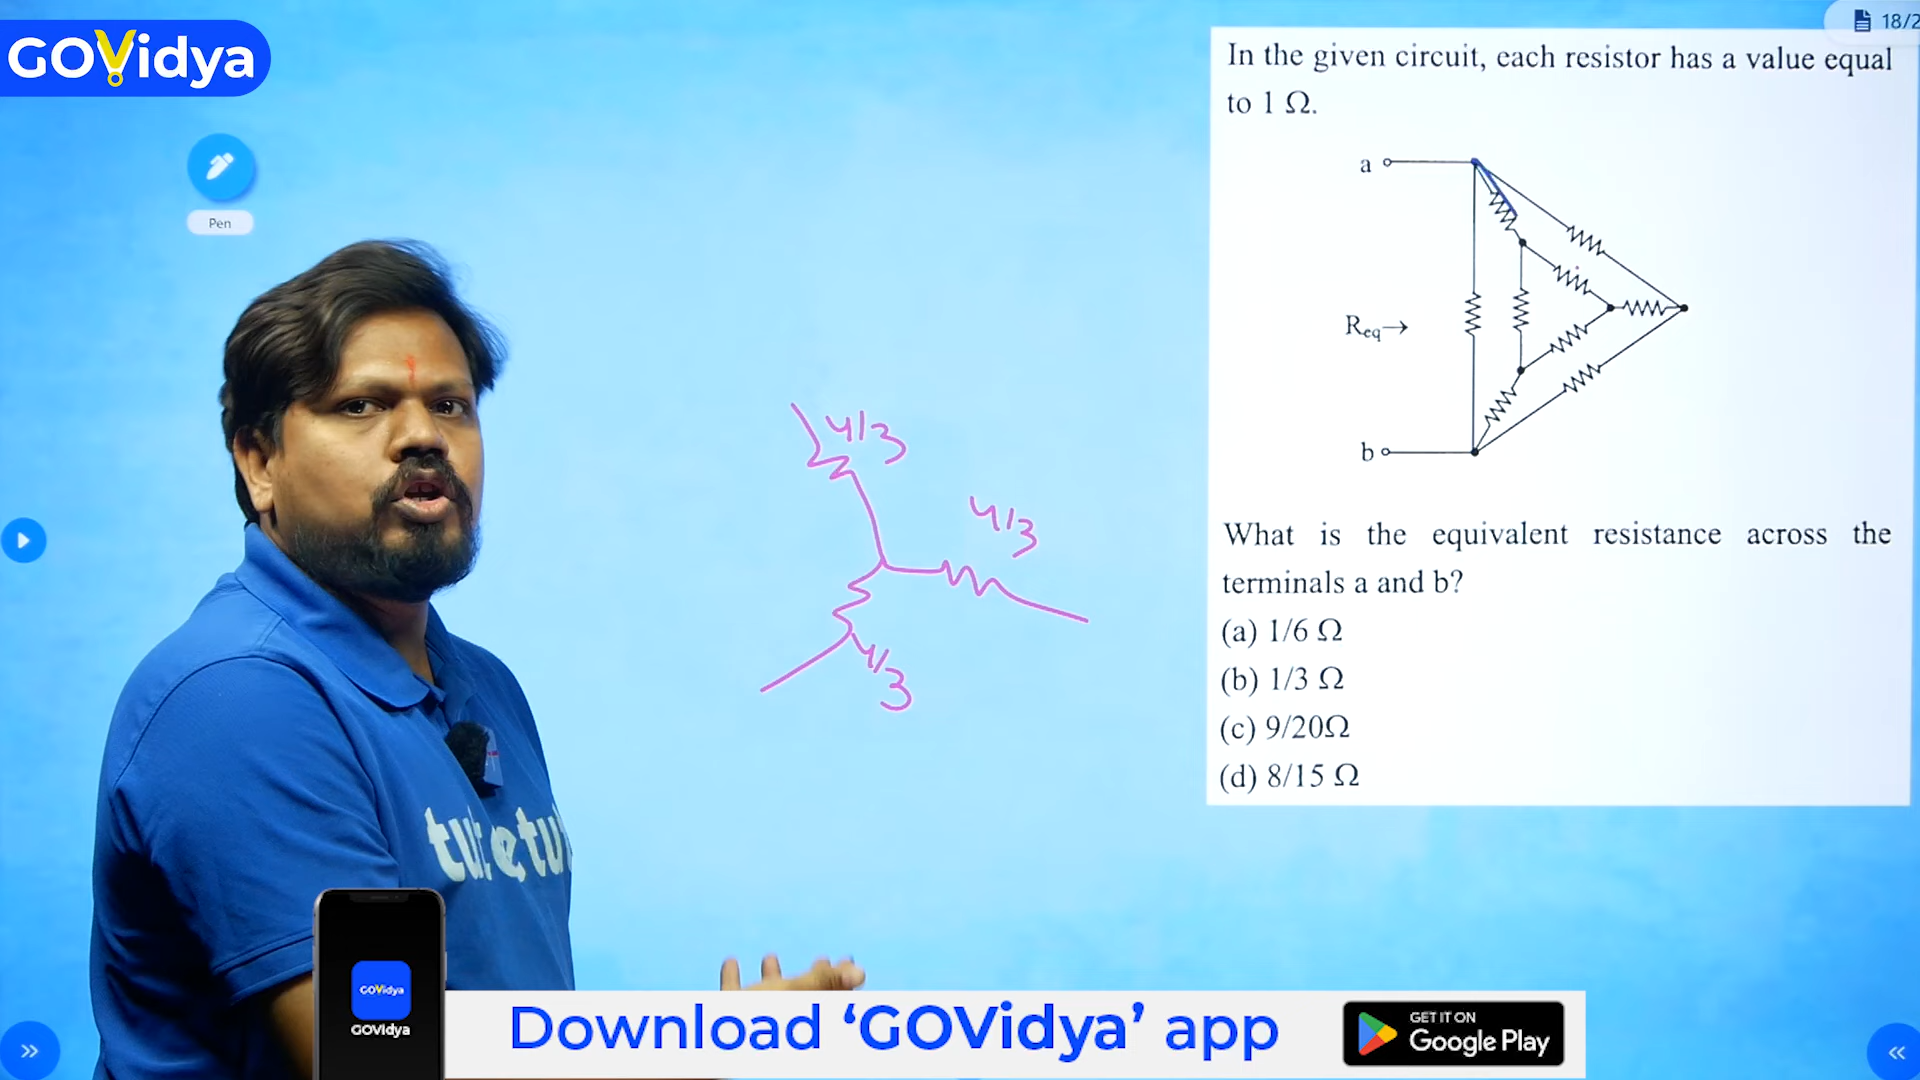 GOVidya
18/2
Pen
In the given circuit, each resistor has a value equal
to 1 Ω.
a
Req→
b
4/3
4/3
4/3
What is the equivalent resistance across the
terminals a and b?
(a) 1/6 Ω
(b) 1/3 Ω
(c) 9/20Ω
(d) 8/15 Ω
GOVidya
GOVidya
Download ‘GOVidya’ app
GET IT ON
Google Play